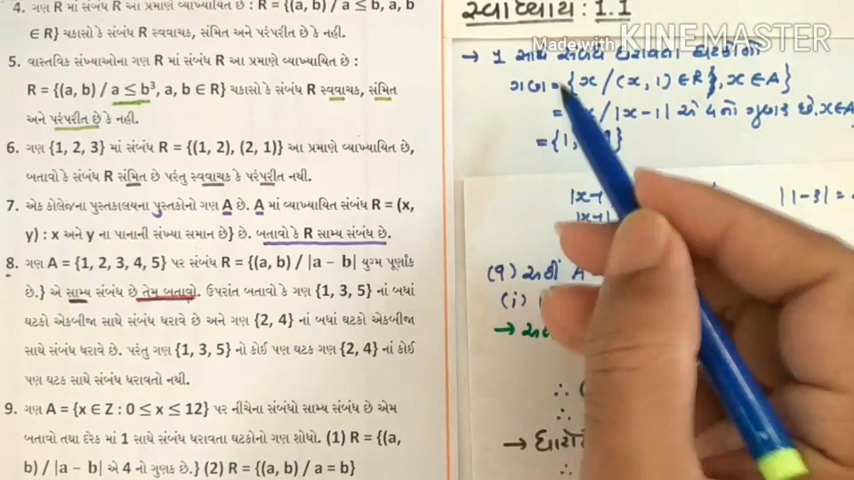 4. ગણ R માં સંબંધ R આ પ્રમાણે વ્યાખ્યાયિત છે : R = {(a, b) / a ≤ b, a, b
∈ R} ચકાસો કે સંબંધ R સ્વવાચક, સંમિત અને પરંપરીત છે કે નહી.
5. વાસ્તવિક સંખ્યાઓના ગણ R માં સંબંધ R આ પ્રમાણે વ્યાખ્યાયિત છે :
R = {(a, b) / a ≤ b³, a, b ∈ R} ચકાસો કે સંબંધ R સ્વવાચક, સંમિત
અને પરંપરીત છે કે નહી.
6. ગણ {1, 2, 3} માં સંબંધ R = {(1, 2), (2, 1)} આ પ્રમાણે વ્યાખ્યાયિત છે,
બતાવો કે સંબંધ R સંમિત છે પરંતુ સ્વવાચક કે પરંપરીત નથી.
7. એક કોલેજના પુસ્તકાલયના પુસ્તકોનો ગણ A છે. A માં વ્યાખ્યાયિત સંબંધ R = (x,
y) : x અને y ના પાનાની સંખ્યા સમાન છે} છે. બતાવો કે R સામ્ય સંબંધ છે.
8. ગણ A = {1, 2, 3, 4, 5} પર સંબંધ R = {(a, b) / |a – b| યુગ્મ પૂર્ણાંક
છે.} એ સામ્ય સંબંધ છે તેમ બતાવો. ઉપરાંત બતાવો કે ગણ {1, 3, 5} નાં બધાં
ઘટકો એકબીજા સાથે સંબંધ ધરાવે છે અને ગણ {2, 4} નાં બધાં ઘટકો એકબીજા
સાથે સંબંધ ધરાવે છે. પરંતુ ગણ {1, 3, 5} નો કોઈ પણ ઘટક ગણ {2, 4} નાં કોઈ
પણ ઘટક સાથે સંબંધ ધરાવતો નથી.
9. ગણ A = {x ∈ Z : 0 ≤ x ≤ 12} પર નીચેના સંબંધો સામ્ય સંબંધ છે એમ
બતાવો તથા દરેક માં 1 સાથે સંબંધ ધરાવતા ઘટકોનો ગણ શોધો. (1) R = {(a,
b) / |a – b| એ 4 નો ગુણક છે.} (2) R = {(a, b) / a = b}
સ્વાધ્યાય : 1.1
Made with KINEMASTER
→ 1 સાથે સંબંધ ધરાવતા ઘટકોનો
ગણ = {x / (x, 1) ∈ R}, x ∈ A}
= x / |x-1| એ 4 નો ગુણક છે. x ∈ A
= {1,
|x-1
|x-1|
||-3| =
(9) અહીં A =
(i)
→
∴ (
∴
→ ધારો
∴